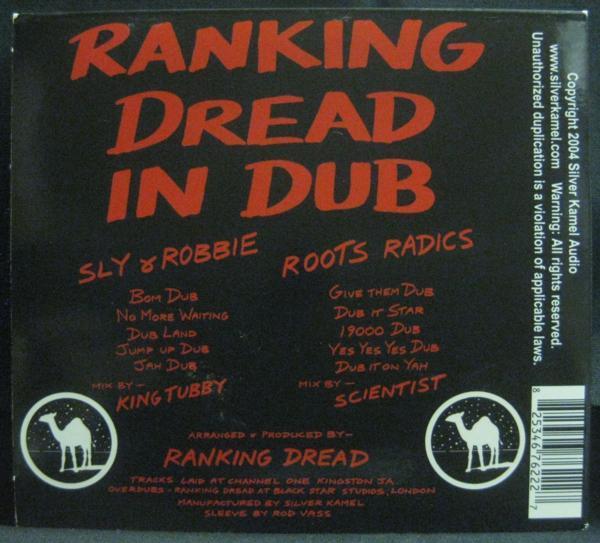 RANKING
DREAD
IN DUB
SLY & ROBBIE
BOM DUB
NO MORE WAITING
DUB LAND
JUMP UP DUB
JAH DUB
MIX BY-
KING TUBBY
ROOTS RADICS
GIVE THEM DUB
DUB IT STAR
19000 DUB
YES YES YES DUB
DUB IT ON YAH
MIX BY-
SCIENTIST
ARRANGED & PRODUCED BY-
RANKING DREAD
TRACKS LAID AT CHANNEL ONE KINGSTON JA
OVERDUBS - RANKING DREAD AT BLACK STAR STUDIOS, LONDON
MANUFACTURED BY SILVER KAMEL
SLEEVE BY ROD VASS
Copyright 2004 Silver Kamel Audio
www.silverkamel.com Warning: All rights reserved.
Unauthorized duplication is a violation of applicable laws.
8 25346 76222 7